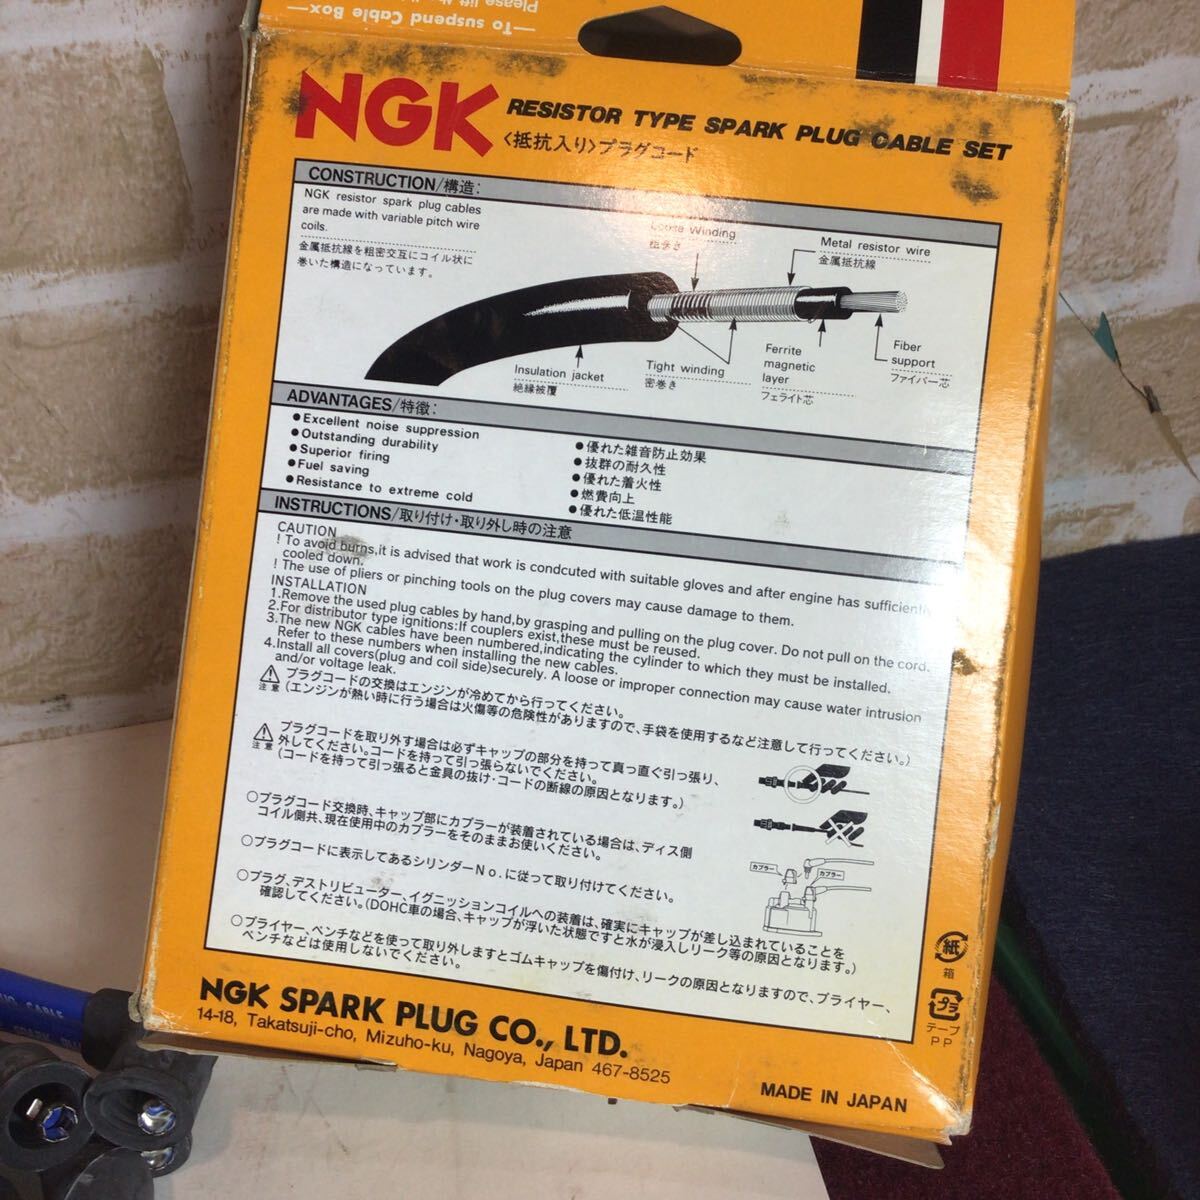 —To suspend Cable Box—
NGK RESISTOR TYPE SPARK PLUG CABLE SET
〈抵抗入り〉プラグコード
CONSTRUCTION/構造:
NGK resistor spark plug cables
are made with variable pitch wire
coils.
金属抵抗線を粗密交互にコイル状に
巻いた構造になっています。
Loose Winding
粗巻き
Metal resistor wire
金属抵抗線
Insulation jacket
絶縁被覆
Tight winding
密巻き
Ferrite
magnetic
layer
フェライト芯
Fiber
support
ファイバー芯
ADVANTAGES/特徴:
●Excellent noise suppression
●Outstanding durability
●Superior firing
●Fuel saving
●Resistance to extreme cold
●優れた雑音防止効果
●抜群の耐久性
●優れた着火性
●燃費向上
●優れた低温性能
INSTRUCTIONS/取り付け・取り外し時の注意
CAUTION
! To avoid burns,it is advised that work is condcuted with suitable gloves and after engine has sufficiently
cooled down.
! The use of pliers or pinching tools on the plug covers may cause damage to them.
INSTALLATION
1.Remove the used plug cables by hand,by grasping and pulling on the plug cover. Do not pull on the cord.
2.For distributor type ignitions:If couplers exist,these must be reused.
3.The new NGK cables have been numbered,indicating the cylinder to which they must be installed.
Refer to these numbers when installing the new cables.
4.Install all covers(plug and coil side)securely. A loose or improper connection may cause water intrusion
and/or voltage leak.
注意 プラグコードの交換はエンジンが冷めてから行ってください。
(エンジンが熱い時に行う場合は火傷等の危険性がありますので、手袋を使用するなど注意して行ってください。)
注意 プラグコードを取り外す場合は必ずキャップの部分を持って真っ直ぐ引っ張り、
外してください。コードを持って引っ張らないでください。
(コードを持って引っ張ると金具の抜け・コードの断線の原因となります。)
○プラグコード交換時、キャップ部にカプラーが装着されている場合は、ディス側
コイル側共、現在使用中のカプラーをそのままお使いください。
カプラー
カプラー
○プラグコードに表示してあるシリンダーNo.に従って取り付けてください。
○プラグ、デストリビューター、イグニッションコイルへの装着は、確実にキャップが差し込まれていることを
確認してください。(DOHC車の場合、キャップが浮いた状態ですと水が浸入しリーク等の原因となります。)
○プライヤー、ペンチなどを使って取り外しますとゴムキャップを傷付け、リークの原因となりますので、プライヤー、
ペンチなどは使用しないでください。
紙
箱
プラ
テープ
PP
NGK SPARK PLUG CO., LTD.
14-18, Takatsuji-cho, Mizuho-ku, Nagoya, Japan 467-8525
MADE IN JAPAN
CABLE